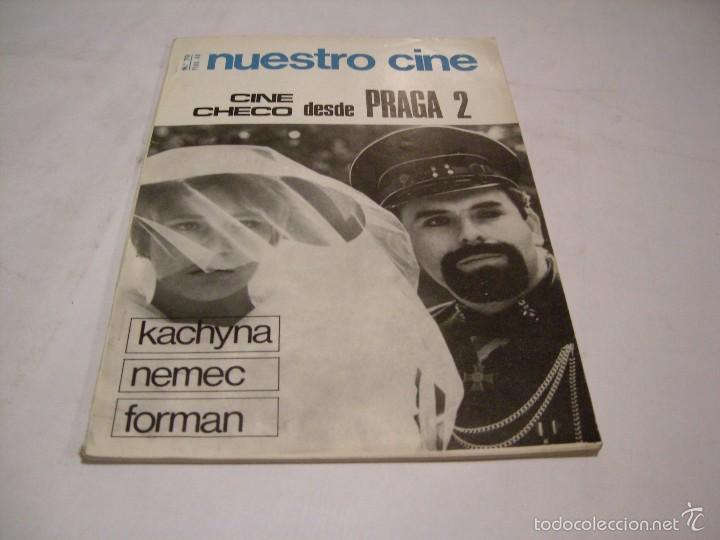 nuestro cine
CINE
CHECO desde PRAGA 2
kachyna
nemec
forman
todocoleccion.net